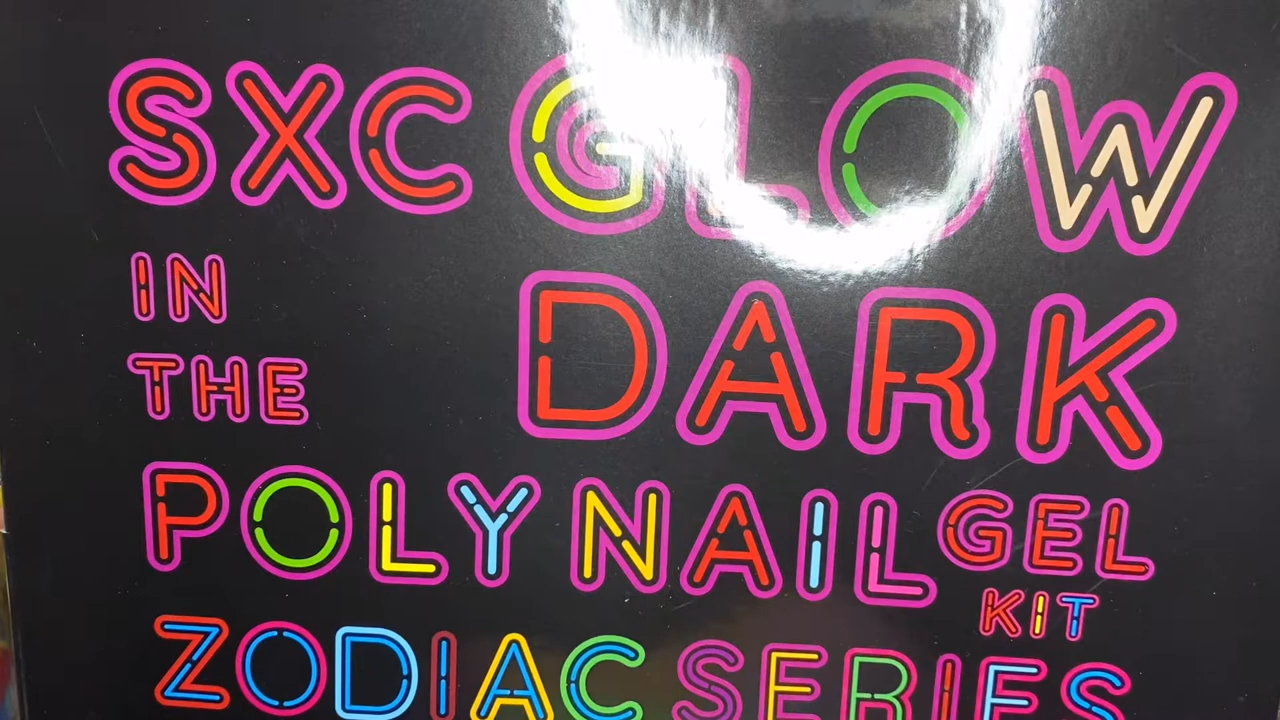 SXC GLOW
IN
THE DARK
POLY NAIL GEL
KIT
ZODIAC SERIES